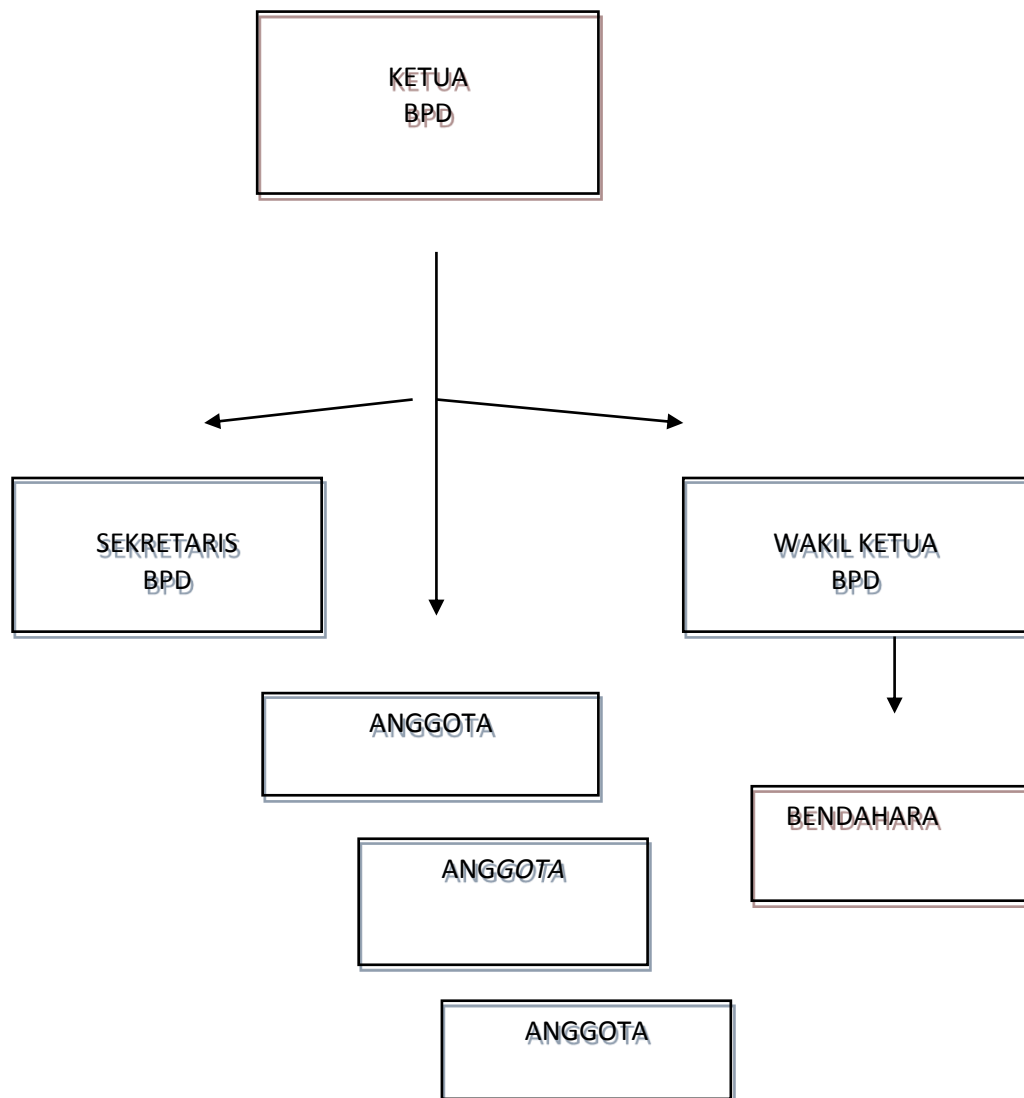 KETUA
BPD
SEKRETARIS
BPD
WAKIL KETUA
BPD
ANGGOTA
BENDAHARA
ANGGOTA
ANGGOTA